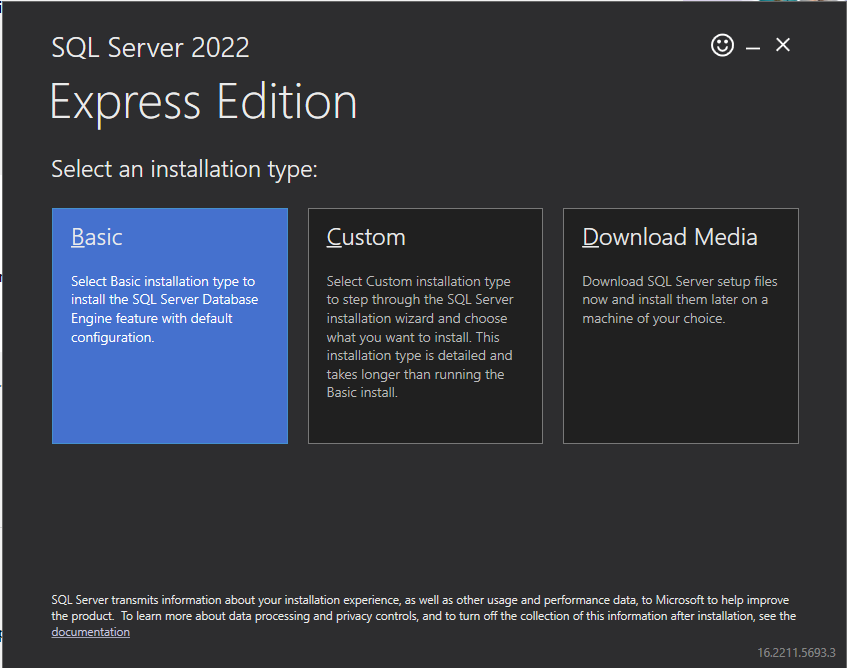 SQL Server 2022
Express Edition
Select an installation type:
Basic
Select Basic installation type to
install the SQL Server Database
Engine feature with default
configuration.
Custom
Select Custom installation type
to step through the SQL Server
installation wizard and choose
what you want to install. This
installation type is detailed and
takes longer than running the
Basic install.
Download Media
Download SQL Server setup files
now and install them later on a
machine of your choice.
SQL Server transmits information about your installation experience, as well as other usage and performance data, to Microsoft to help improve
the product.  To learn more about data processing and privacy controls, and to turn off the collection of this information after installation, see the
documentation
16.2211.5693.3